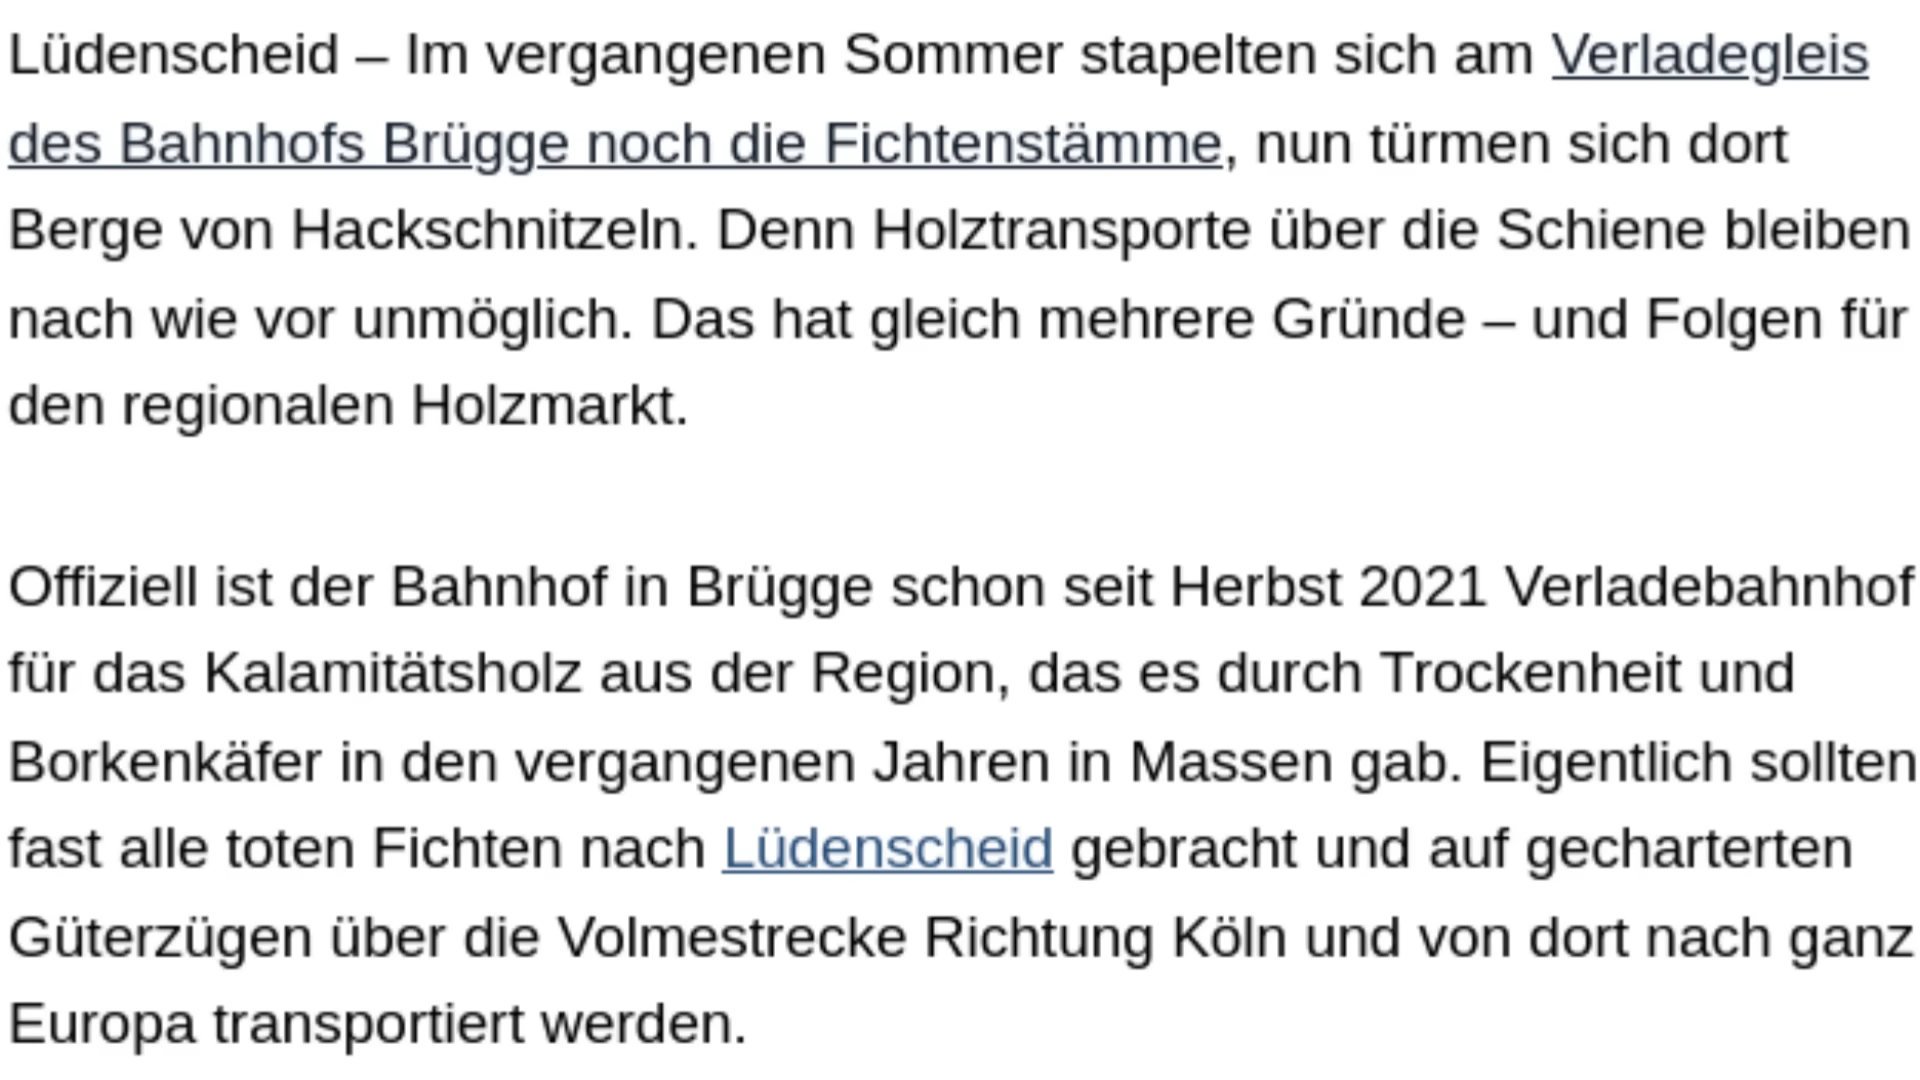 Lüdenscheid – Im vergangenen Sommer stapelten sich am Verladegleis
des Bahnhofs Brügge noch die Fichtenstämme, nun türmen sich dort
Berge von Hackschnitzeln. Denn Holztransporte über die Schiene bleiben
nach wie vor unmöglich. Das hat gleich mehrere Gründe – und Folgen für
den regionalen Holzmarkt.
Offiziell ist der Bahnhof in Brügge schon seit Herbst 2021 Verladebahnhof
für das Kalamitätsholz aus der Region, das es durch Trockenheit und
Borkenkäfer in den vergangenen Jahren in Massen gab. Eigentlich sollten
fast alle toten Fichten nach Lüdenscheid gebracht und auf gecharterten
Güterzügen über die Volmestrecke Richtung Köln und von dort nach ganz
Europa transportiert werden.